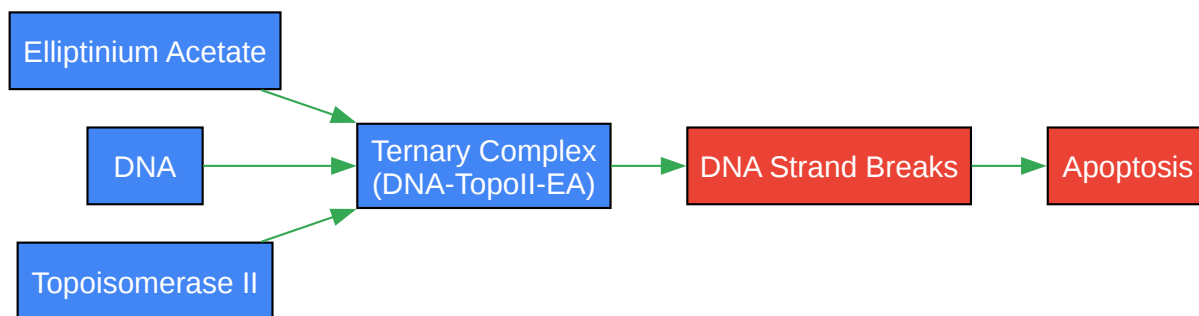 Elliptinium Acetate
DNA
Topoisomerase II
Ternary Complex
(DNA-TopoII-EA)
DNA Strand Breaks
Apoptosis